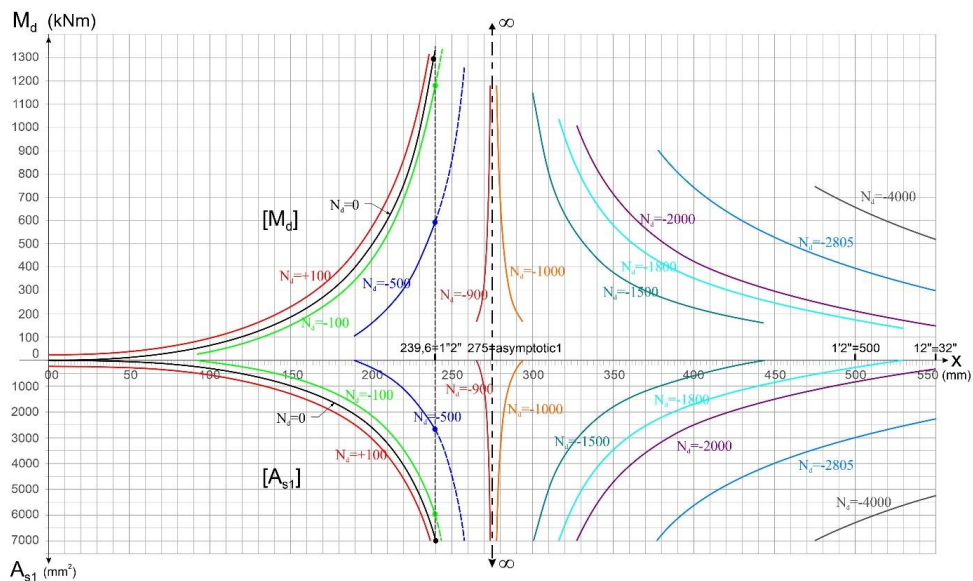 M_d (kNm)
∞
1300
1200
1100
1000
900
800
700
600
500
400
300
200
100
0
N_d=0
[M_d]
N_d=+100
N_d=-100
N_d=-500
N_d=-900
N_d=-1000
N_d=-1500
N_d=-1800
N_d=-2000
N_d=-2805
N_d=-4000
239,6=1"2" 275=asymptotic1 1'2"=500 12"=32" x
00 50 100 150 200 250 300 350 400 450 500 550 (mm)
1000
2000
3000
4000
5000
6000
7000
N_d=0
N_d=+100
[A_s1]
N_d=-100
N_d=-500
N_d=-900
N_d=-1000
N_d=-1500
N_d=-1800
N_d=-2000
N_d=-2805
N_d=-4000
A_s1 (mm²)
∞